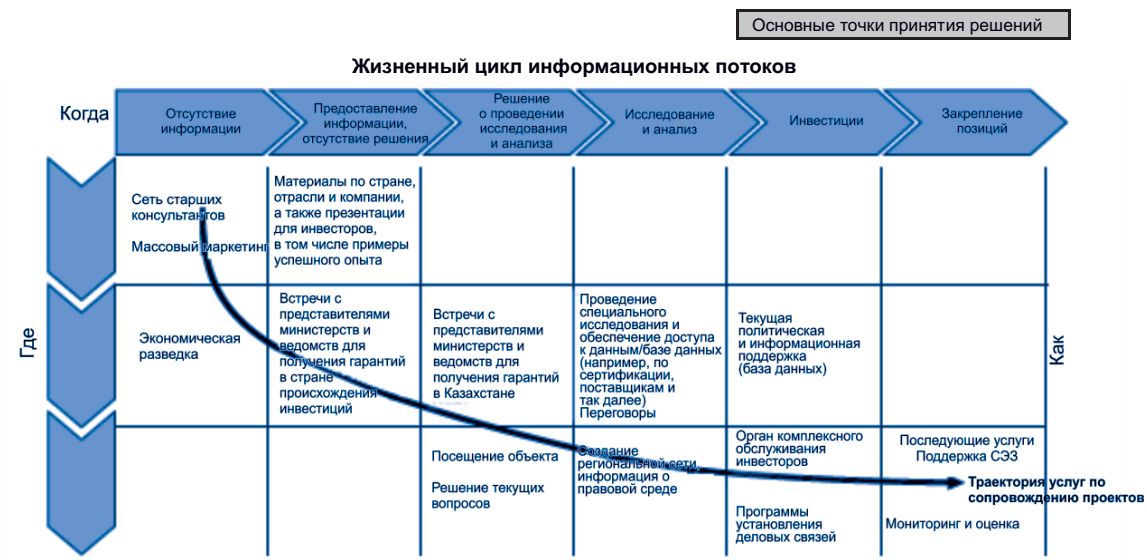 Основные точки принятия решений
Жизненный цикл информационных потоков
Когда
Отсутствие
информации
Предоставление
информации,
отсутствие решения
Решение
о проведении
исследования
и анализа
Исследование
и анализ
Инвестиции
Закрепление
позиций
Где
Как
Сеть старших
консультантов
Массовый маркетинг
Материалы по стране,
отрасли и компании,
а также презентации
для инвесторов,
в том числе примеры
успешного опыта
Экономическая
разведка
Встречи с
представителями
министерств и
ведомств для
получения гарантий
в стране
происхождения
инвестиций
Встречи с
представителями
министерств и
ведомств для
получения гарантий
в Казахстане
Проведение
специального
исследования и
обеспечение доступа
к данным/базе данных
(например, по
сертификации,
поставщикам и
так далее)
Переговоры
Текущая
политическая
и информационная
поддержка
(база данных)
Посещение объекта
Решение текущих
вопросов
Создание
региональной сети,
информация о
правовой среде
Орган комплексного
обслуживания
инвесторов
Программы
установления
деловых связей
Последующие услуги
Поддержка СЭЗ
Траектория услуг по
сопровождению проектов
Мониторинг и оценка